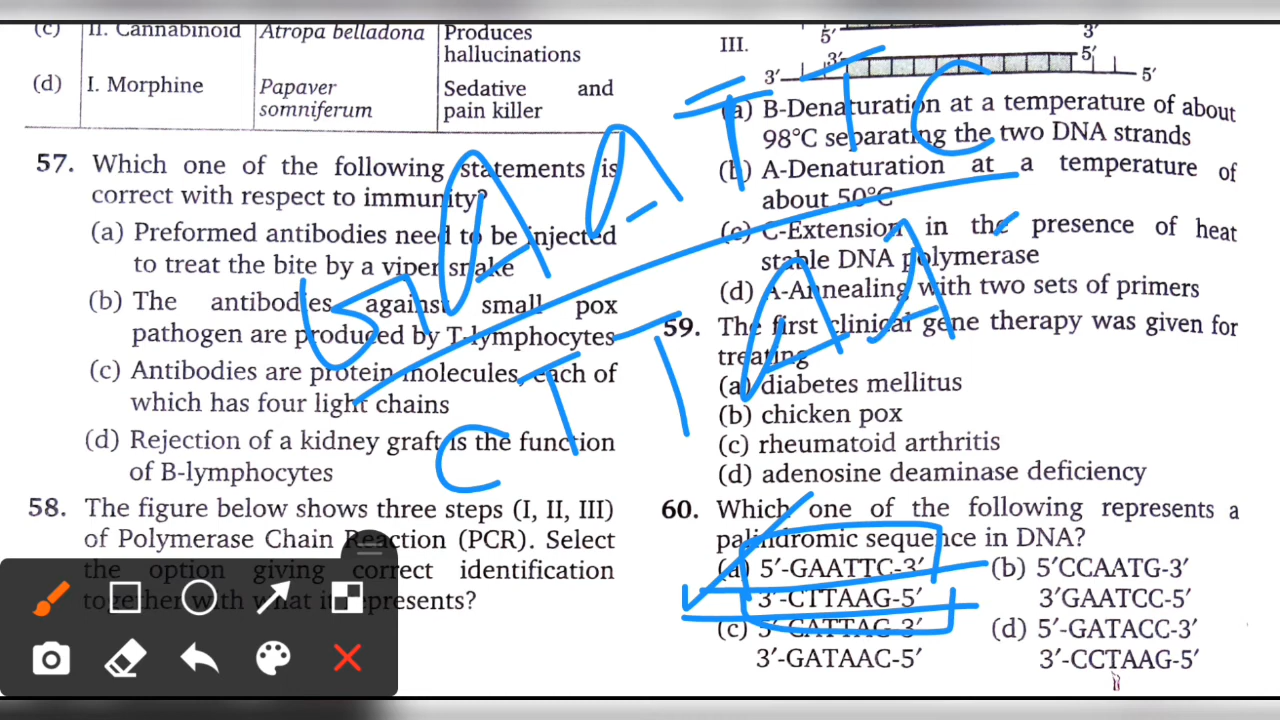 (c) II. Cannabinoid Atropa belladona Produces
hallucinations
(d) I. Morphine Papaver Sedative and
somniferum pain killer
57. Which one of the following statements is
correct with respect to immunity?
(a) Preformed antibodies need to be injected
to treat the bite by a viper snake
(b) The antibodies against small pox
pathogen are produced by T-lymphocytes
(c) Antibodies are protein molecules, each of
which has four light chains
(d) Rejection of a kidney graft is the function
of B-lymphocytes
58. The figure below shows three steps (I, II, III)
of Polymerase Chain Reaction (PCR). Select
the option giving correct identification
together with what it represents?
5′ 3′
III.
3′ 5′
3′ 5′
(a) B-Denaturation at a temperature of about
98°C separating the two DNA strands
(b) A-Denaturation at a temperature of
about 50°C
(c) C-Extension in the presence of heat
stable DNA polymerase
(d) A-Annealing with two sets of primers
59. The first clinical gene therapy was given for
treating
(a) diabetes mellitus
(b) chicken pox
(c) rheumatoid arthritis
(d) adenosine deaminase deficiency
60. Which one of the following represents a
palindromic sequence in DNA?
(a) 5′-GAATTC-3′ (b) 5′CCAATG-3′
3′-CTTAAG-5′ 3′GAATCC-5′
(c) 5′-CATTAG-3′ (d) 5′-GATACC-3′
3′-GATAAC-5′ 3′-CCTAAG-5′
GAATTC
CTTAA